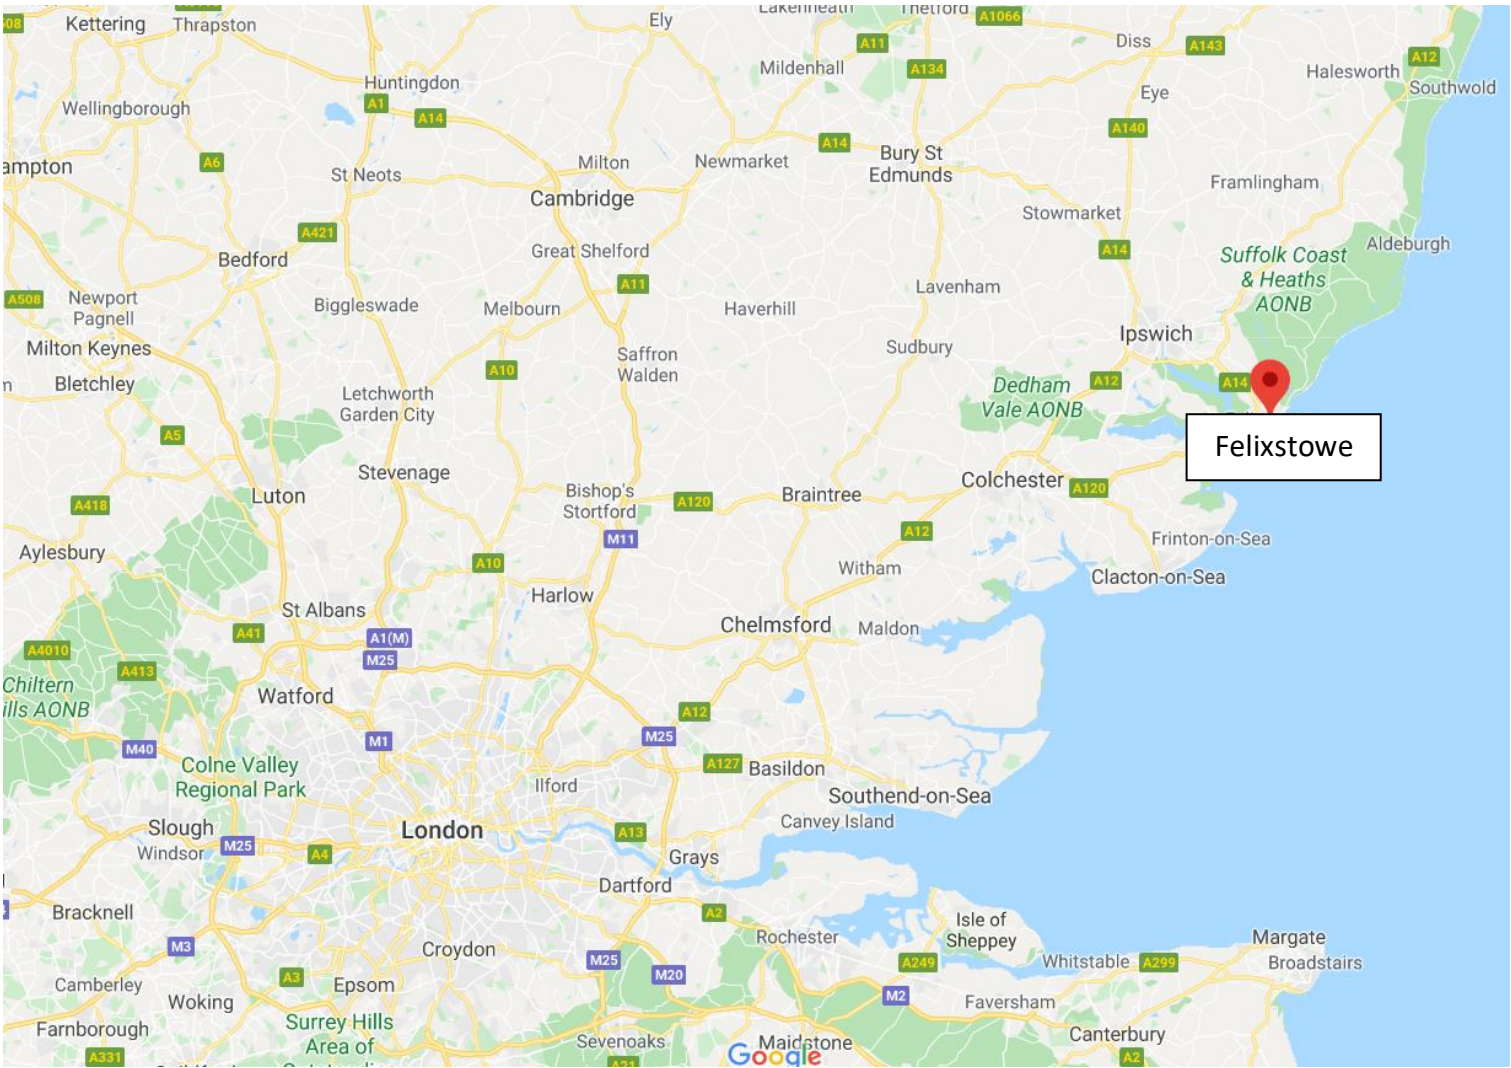 Kettering
Thrapston
Ely
Lakenheath
Thetford
A1066
Diss
A143
A12
Halesworth
Southwold
A11
Mildenhall
A134
Huntingdon
A1
A14
Wellingborough
Eye
A140
A6
St Neots
Milton
Newmarket
A14
Bury St
Edmunds
ampton
Cambridge
Framlingham
Stowmarket
A421
Bedford
Great Shelford
A14
Suffolk Coast
& Heaths
AONB
Aldeburgh
A508
Newport
Pagnell
Biggleswade
Melbourn
A11
Haverhill
Lavenham
Milton Keynes
Bletchley
Saffron
Walden
Sudbury
Ipswich
A10
Letchworth
Garden City
Dedham
Vale AONB
A12
A14
Felixstowe
A5
Stevenage
Luton
A418
Bishop's
Stortford
A120
Braintree
Colchester
A120
Aylesbury
M11
A12
Frinton-on-Sea
A10
Witham
Clacton-on-Sea
Harlow
St Albans
A41
A1(M)
M25
Chelmsford
Maldon
A4010
A413
Chiltern
ills AONB
Watford
A12
M40
M1
M25
Colne Valley
Regional Park
A127
Basildon
Ilford
Southend-on-Sea
Canvey Island
Slough
Windsor
M25
A4
London
A13
Grays
Dartford
Bracknell
A2
Rochester
Isle of
Sheppey
Margate
Broadstairs
M3
Croydon
M25
M20
A249
Whitstable
A299
Camberley
A3
Epsom
Woking
M2
Faversham
Farnborough
Surrey Hills
Area of
Sevenoaks
Maidstone
Google
Canterbury
A331
A21
A2